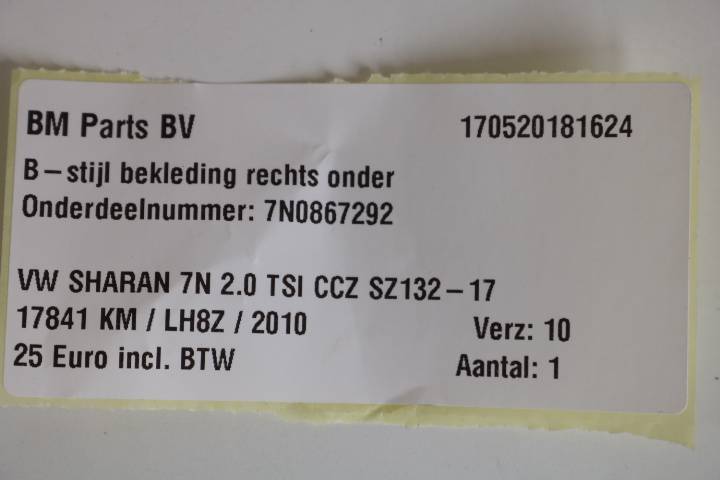 BM Parts BV 170520181624
B-stijl bekleding rechts onder
Onderdeelnummer: 7N0867292
VW SHARAN 7N 2.0 TSI CCZ SZ132-17
17841 KM / LH8Z / 2010 Verz: 10
25 Euro incl. BTW Aantal: 1